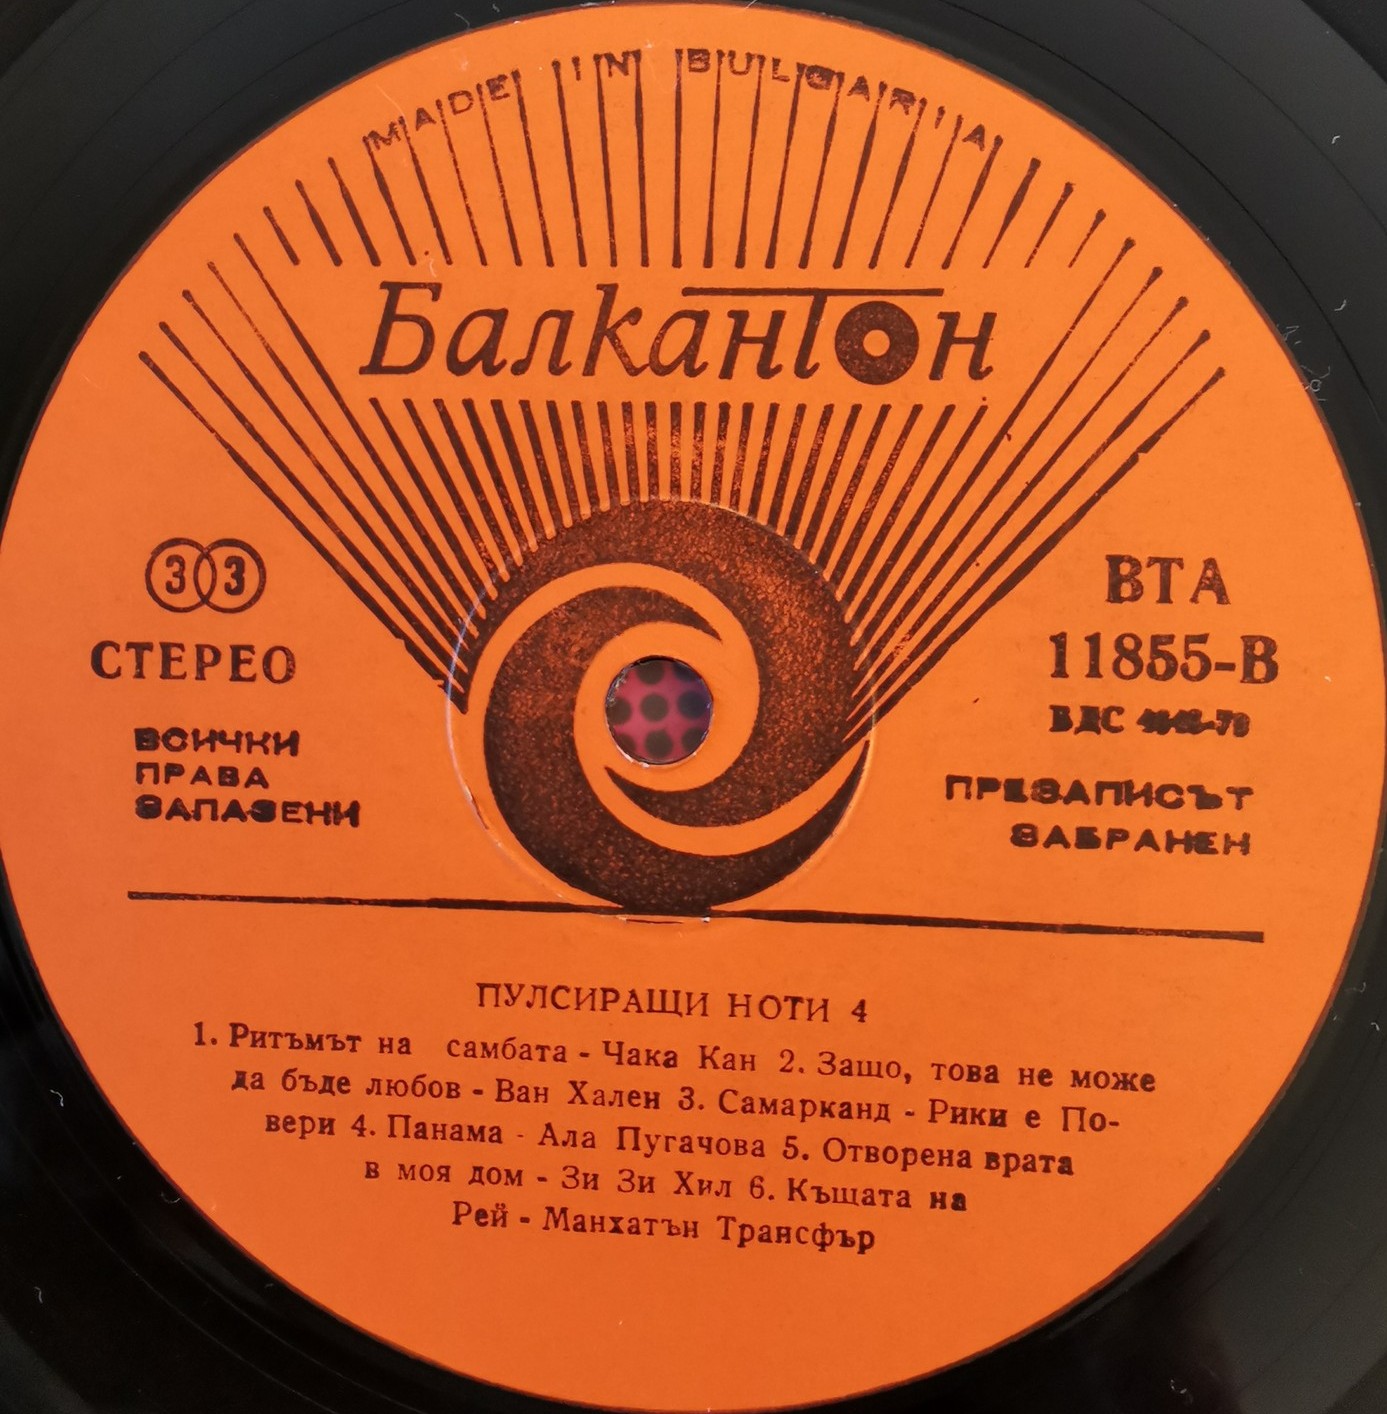 MADE IN BULGARIA
Балкантон
33
СТЕРЕО
ВСИЧКИ
ПРАВА
ЗАПАЗЕНИ
ВТА
11855-В
БДС
ПРЕЗАПИСЪТ
ЗАБРАНЕН
ПУЛСИРАЩИ НОТИ 4
1. Ритъмът на самбата - Чака Кан 2. Защо, това не може
да бъде любов - Ван Хален 3. Самарканд - Рики е По-
вери 4. Панама - Ала Пугачова 5. Отворена врата
в моя дом - Зи Зи Хил 6. Къщата на
Рей - Манхатън Трансфър